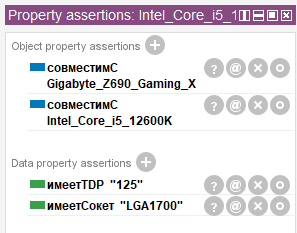 Property assertions: Intel_Core_i5_1
Object property assertions
совместимС
Gigabyte_Z690_Gaming_X
совместимС
Intel_Core_i5_12600K
Data property assertions
имеетTDP "125"
имеетСокет "LGA1700"